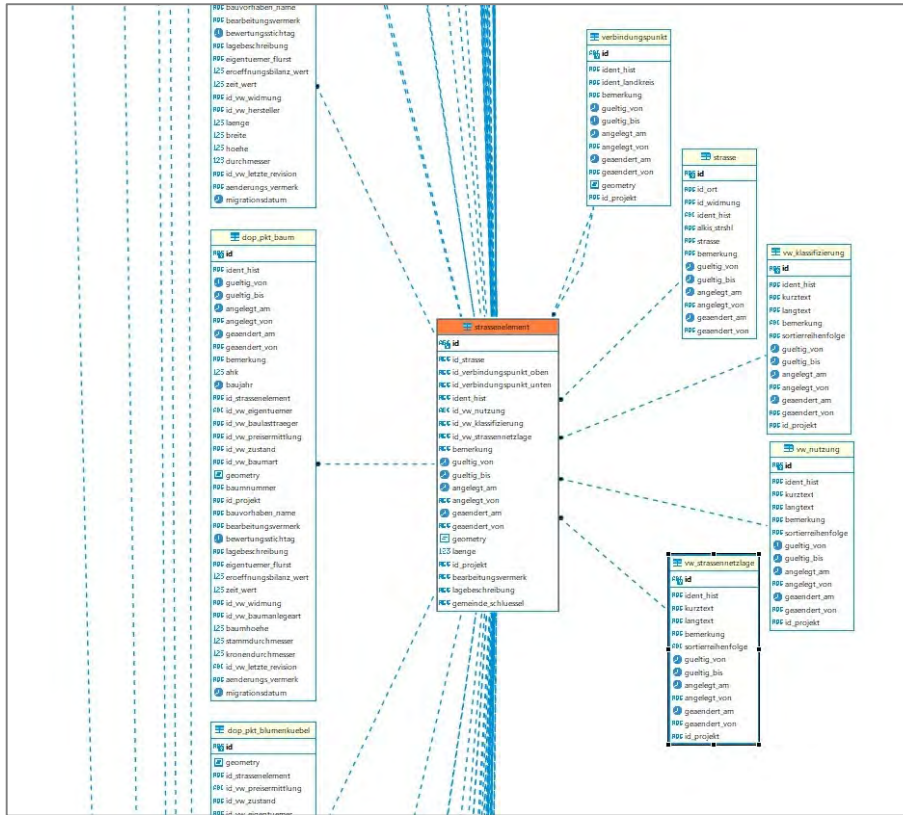 bauvorhaben_name
bearbeitungsvermerk
bewertungsstichtag
lagebeschreibung
eigentuemer_flurst
eroeffnungsbilanz_wert
zeit_wert
id_vw_widmung
id_vw_hersteller
laenge
breite
hoehe
durchmesser
id_vw_letzte_revision
aenderungs_vermerk
migrationsdatum
dop_pkt_baum
id
ident_hist
gueltig_von
gueltig_bis
angelegt_am
angelegt_von
geaendert_am
geaendert_von
bemerkung
ahk
baujahr
id_strassenelement
id_vw_eigentuemer
id_vw_baulasttraeger
id_vw_preisermittlung
id_vw_zustand
id_vw_baumart
geometry
baumnummer
id_projekt
bauvorhaben_name
bearbeitungsvermerk
bewertungsstichtag
lagebeschreibung
eigentuemer_flurst
eroeffnungsbilanz_wert
zeit_wert
id_vw_widmung
id_vw_baumanlegeart
baumhoehe
stammdurchmesser
kronendurchmesser
id_vw_letzte_revision
aenderungs_vermerk
migrationsdatum
dop_pkt_blumenkuebel
id
geometry
id_strassenelement
id_vw_preisermittlung
id_vw_zustand
id_vw_eigentuemer
strassenelement
id
id_strasse
id_verbindungspunkt_oben
id_verbindungspunkt_unten
ident_hist
id_vw_nutzung
id_vw_klassifizierung
id_vw_strassennetzlage
bemerkung
gueltig_von
gueltig_bis
angelegt_am
angelegt_von
geaendert_am
geaendert_von
geometry
laenge
id_projekt
bearbeitungsvermerk
lagebeschreibung
gemeinde_schluessel
verbindungspunkt
id
ident_hist
ident_landkreis
bemerkung
gueltig_von
gueltig_bis
angelegt_am
angelegt_von
geaendert_am
geaendert_von
geometry
id_projekt
strasse
id
id_ort
id_widmung
ident_hist
alkis_strshl
strasse
bemerkung
gueltig_von
gueltig_bis
angelegt_am
angelegt_von
geaendert_am
geaendert_von
vw_klassifizierung
id
ident_hist
kurztext
langtext
bemerkung
sortierreihenfolge
gueltig_von
gueltig_bis
angelegt_am
angelegt_von
geaendert_am
geaendert_von
id_projekt
vw_nutzung
id
ident_hist
kurztext
langtext
bemerkung
sortierreihenfolge
gueltig_von
gueltig_bis
angelegt_am
angelegt_von
geaendert_am
geaendert_von
id_projekt
vw_strassennetzlage
id
ident_hist
kurztext
langtext
bemerkung
sortierreihenfolge
gueltig_von
gueltig_bis
angelegt_am
angelegt_von
geaendert_am
geaendert_von
id_projekt